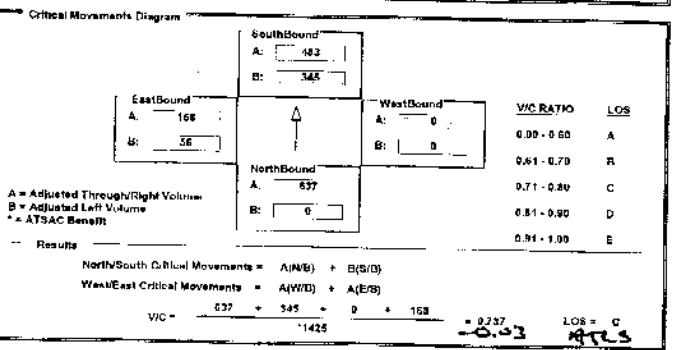 Critical Movements Diagram
SouthBound
A: 483
B: 345
EastBound
A: 168
B: 56
WestBound
A: 0
B: 0
NorthBound
A: 637
B: 0
V/C RATIO LOS
0.00 - 0.60 A
0.61 - 0.70 B
0.71 - 0.80 C
0.81 - 0.90 D
0.91 - 1.00 E
A = Adjusted Through/Right Volume
B = Adjusted Left Volume
* = ATSAC Benefit
Results
North/South Critical Movements = A(N/B) + B(S/B)
West/East Critical Movements = A(W/B) + A(E/B)
V/C = 637 + 345 + 0 + 168
*1425
= 0.737 LOS = C
-0.03 ATCS